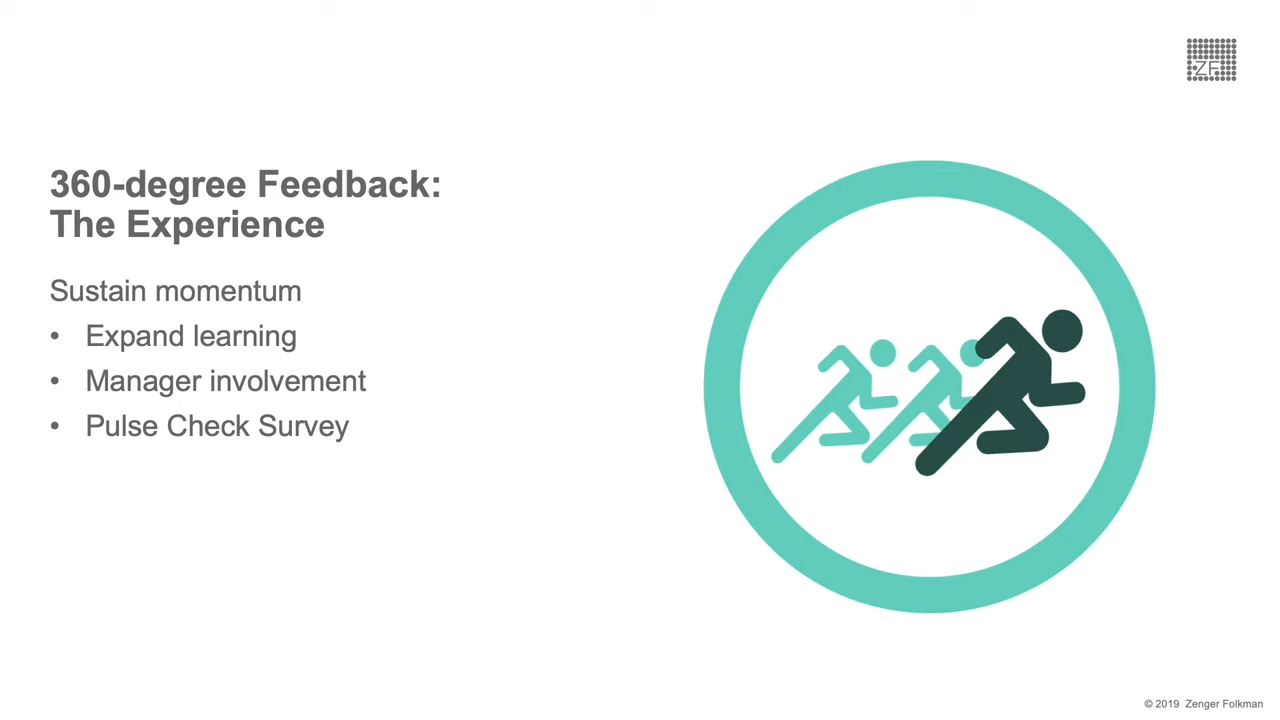 ZF
360-degree Feedback:
The Experience
Sustain momentum
• Expand learning
• Manager involvement
• Pulse Check Survey
© 2019 Zenger Folkman